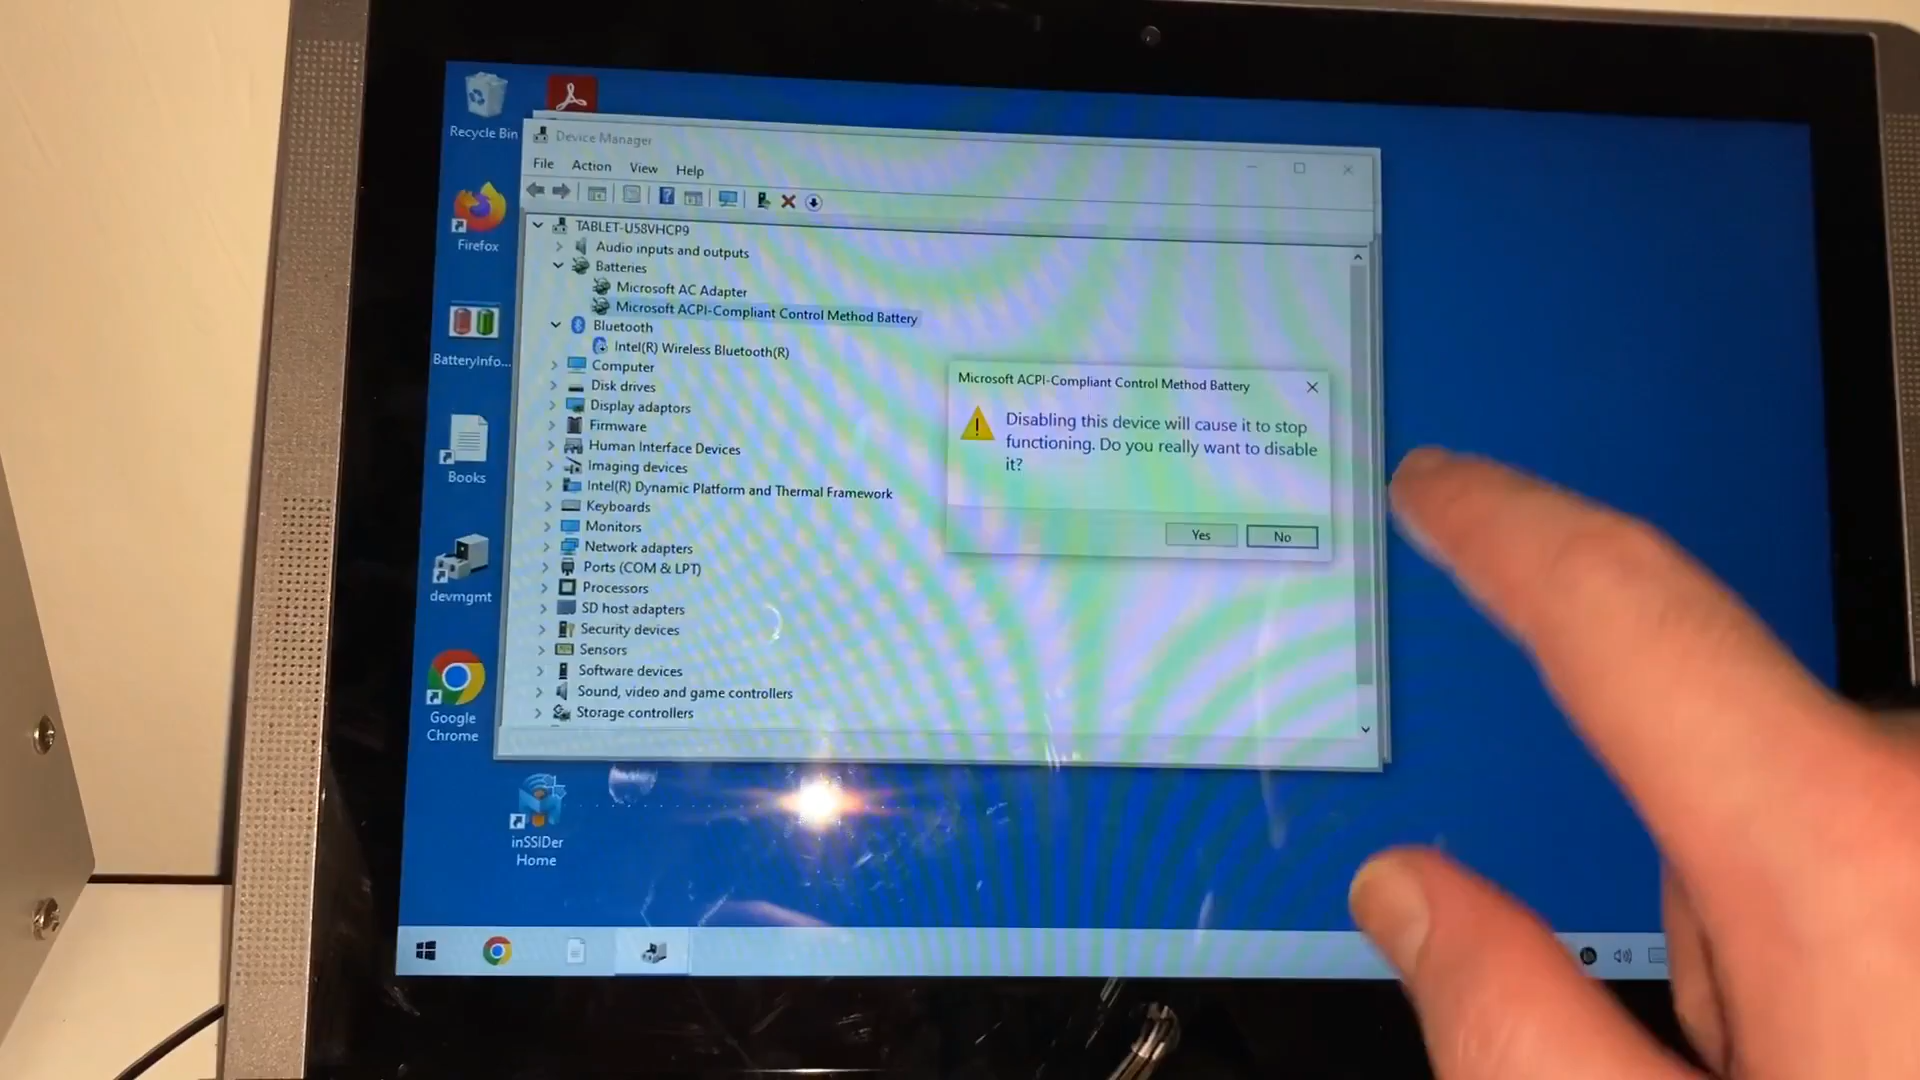 Recycle Bin
Firefox
BatteryInfo...
Books
devmgmt
Google
Chrome
inSSIDer
Home
Device Manager
File Action View Help
TABLET-U58VHCP9
Audio inputs and outputs
Batteries
Microsoft AC Adapter
Microsoft ACPI-Compliant Control Method Battery
Bluetooth
Intel(R) Wireless Bluetooth(R)
Computer
Disk drives
Display adaptors
Firmware
Human Interface Devices
Imaging devices
Intel(R) Dynamic Platform and Thermal Framework
Keyboards
Monitors
Network adapters
Ports (COM & LPT)
Processors
SD host adapters
Security devices
Sensors
Software devices
Sound, video and game controllers
Storage controllers
Microsoft ACPI-Compliant Control Method Battery
Disabling this device will cause it to stop
functioning. Do you really want to disable
it?
Yes No